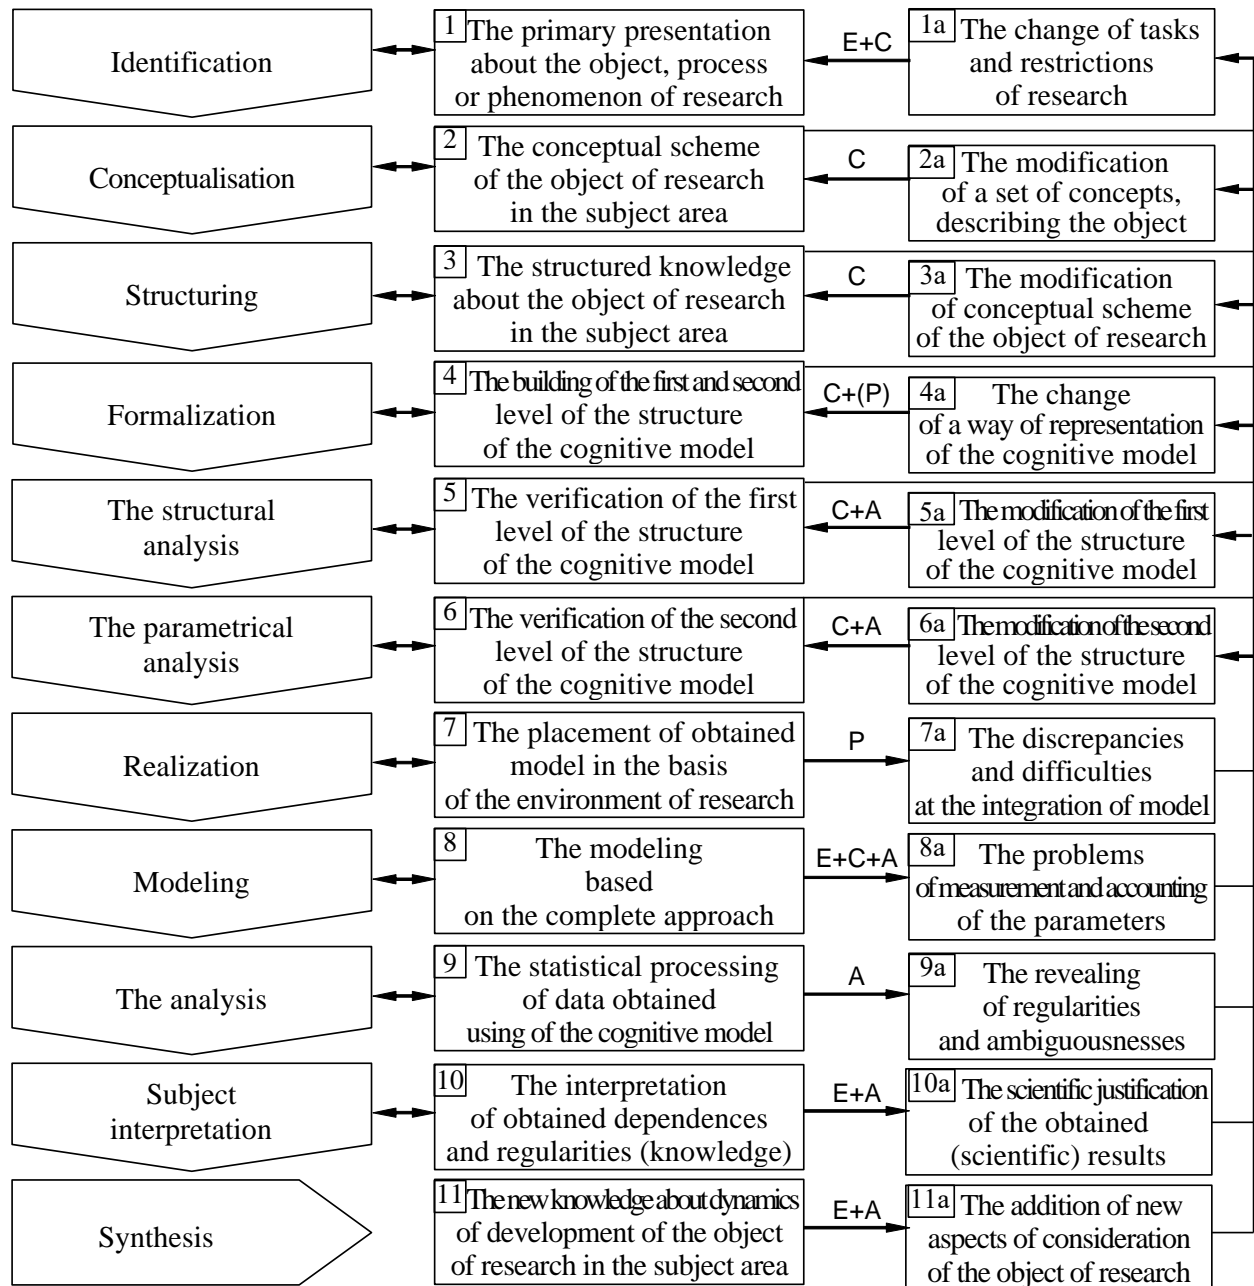 Identification
1 The primary presentation
about the object, process
or phenomenon of research
E+C
1a The change of tasks
and restrictions
of research
Conceptualisation
2 The conceptual scheme
of the object of research
in the subject area
C
2a The modification
of a set of concepts,
describing the object
Structuring
3 The structured knowledge
about the object of research
in the subject area
C
3a The modification
of conceptual scheme
of the object of research
Formalization
4 The building of the first and second
level of the structure
of the cognitive model
C+(P)
4a The change
of a way of representation
of the cognitive model
The structural
analysis
5 The verification of the first
level of the structure
of the cognitive model
C+A
5a The modification of the first
level of the structure
of the cognitive model
The parametrical
analysis
6 The verification of the second
level of the structure
of the cognitive model
C+A
6a The modification of the second
level of the structure
of the cognitive model
Realization
7 The placement of obtained
model in the basis
of the environment of research
P
7a The discrepancies
and difficulties
at the integration of model
Modeling
8 The modeling
based
on the complete approach
E+C+A
8a The problems
of measurement and accounting
of the parameters
The analysis
9 The statistical processing
of data obtained
using of the cognitive model
A
9a The revealing
of regularities
and ambiguousnesses
Subject
interpretation
10 The interpretation
of obtained dependences
and regularities (knowledge)
E+A
10a The scientific justification
of the obtained
(scientific) results
Synthesis
11 The new knowledge about dynamics
of development of the object
of research in the subject area
E+A
11a The addition of new
aspects of consideration
of the object of research